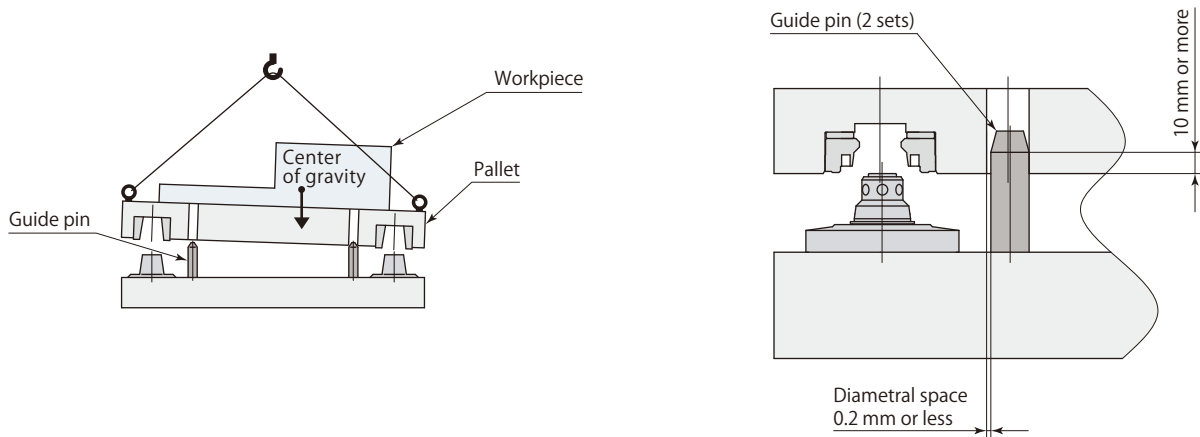 Workpiece
Center
of gravity
Pallet
Guide pin
Guide pin (2 sets)
10 mm or more
Diametral space
0.2 mm or less